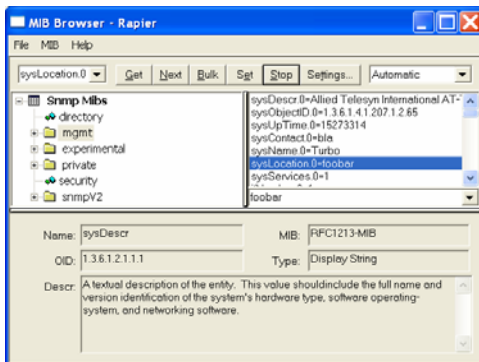 MIB Browser - Rapier
File MIB Help
sysLocation.0 Get Next Bulk Set Stop Settings... Automatic
Snmp Mibs
directory
mgmt
experimental
private
security
snmpV2
sysDescr.0=Allied Telesyn International AT-
sysObjectID.0=1.3.6.1.4.1.207.1.2.65
sysUpTime.0=15273314
sysContact.0=bla
sysName.0=Turbo
sysLocation.0=foobar
sysServices.0=1
foobar
Name: sysDescr MIB: RFC1213-MIB
OID: 1.3.6.1.2.1.1.1 Type: Display String
Descr: A textual description of the entity. This value shouldinclude the full name and
version identification of the system's hardware type, software operating-
system, and networking software.